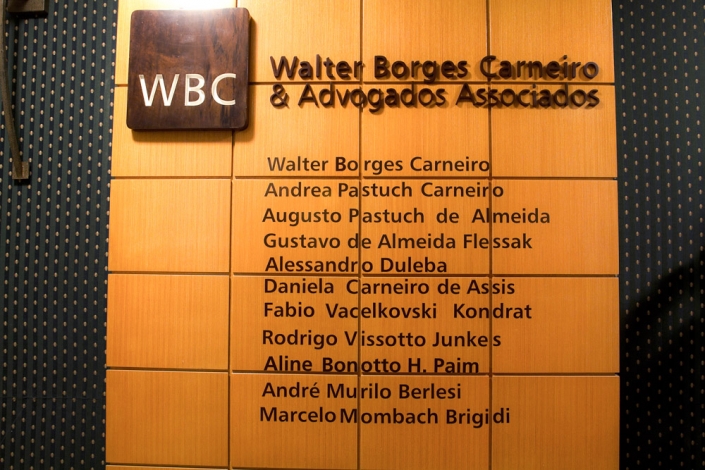 WBC
Walter Borges Carneiro
& Advogados Associados
Walter Borges Carneiro
Andrea Pastuch Carneiro
Augusto Pastuch de Almeida
Gustavo de Almeida Flessak
Alessandro Duleba
Daniela Carneiro de Assis
Fabio Vacelkovski Kondrat
Rodrigo Vissotto Junkes
Aline Bonotto H. Paim
André Murilo Berlesi
Marcelo Mombach Brigidi